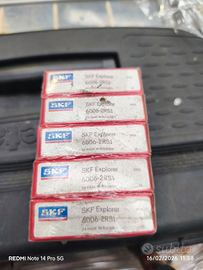 SKF
SKF Explorer
6006-2RS1
SKF
SKF Explorer
6006-2RS1
SKF
SKF Explorer
6006-2RS1
SKF
SKF Explorer
6006-2RS1
SKF
SKF Explorer
6006-2RS1
REDMI NOTE 14 PRO 5G
16/02/2026